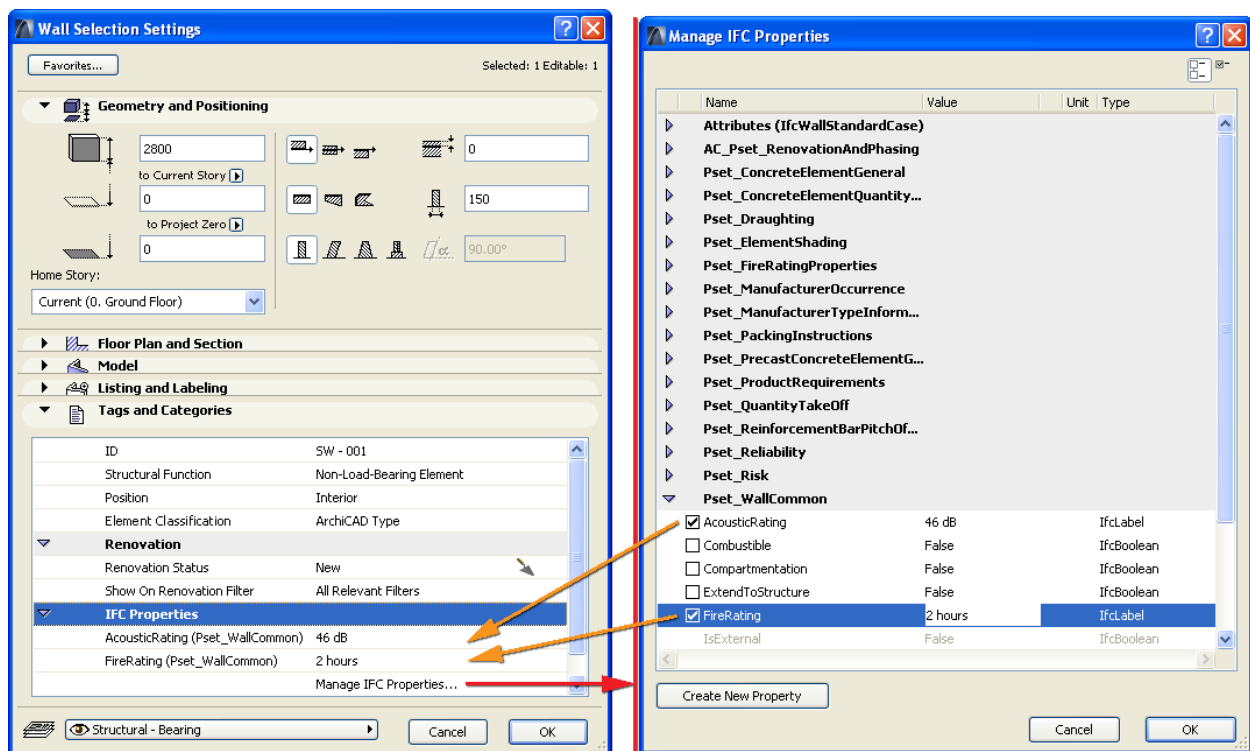 Wall Selection Settings
Favorites...
Selected: 1 Editable: 1
Geometry and Positioning
2800
0
to Current Story
0
150
to Project Zero
0
α
90.00°
Home Story:
Current (0. Ground Floor)
Floor Plan and Section
Model
Listing and Labeling
Tags and Categories
ID SW - 001
Structural Function Non-Load-Bearing Element
Position Interior
Element Classification ArchiCAD Type
Renovation
Renovation Status New
Show On Renovation Filter All Relevant Filters
IFC Properties
AcousticRating (Pset_WallCommon) 46 dB
FireRating (Pset_WallCommon) 2 hours
Manage IFC Properties...
Structural - Bearing
Cancel
OK
Manage IFC Properties
Name Value Unit Type
Attributes (IfcWallStandardCase)
AC_Pset_RenovationAndPhasing
Pset_ConcreteElementGeneral
Pset_ConcreteElementQuantity...
Pset_Draughting
Pset_ElementShading
Pset_FireRatingProperties
Pset_ManufacturerOccurrence
Pset_ManufacturerTypeInform...
Pset_PackingInstructions
Pset_PrecastConcreteElementG...
Pset_ProductRequirements
Pset_QuantityTakeOff
Pset_ReinforcementBarPitchOf...
Pset_Reliability
Pset_Risk
Pset_WallCommon
AcousticRating 46 dB IfcLabel
Combustible False IfcBoolean
Compartmentation False IfcBoolean
ExtendToStructure False IfcBoolean
FireRating 2 hours IfcLabel
IsExternal False IfcBoolean
Create New Property
Cancel
OK